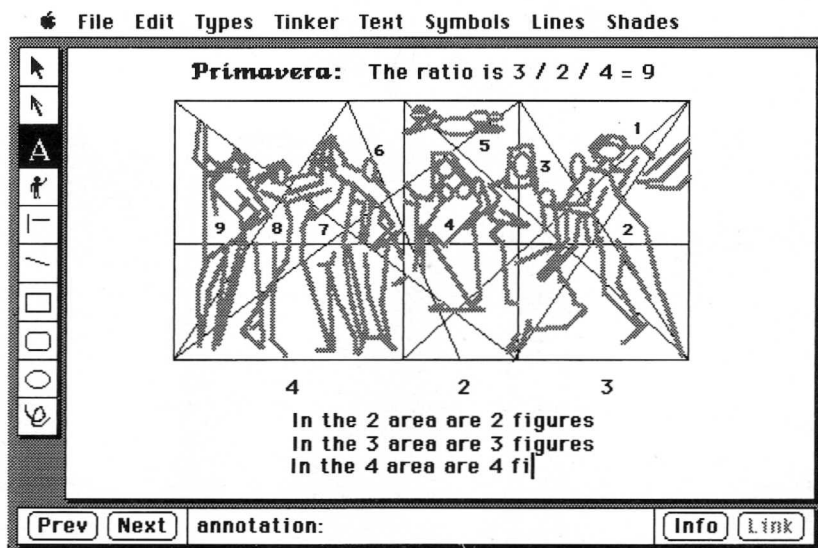 File Edit Types Tinker Text Symbols Lines Shades
Primavera: The ratio is 3 / 2 / 4 = 9
A
1
6
5
3
4
9 8 7 2
4 2 3
In the 2 area are 2 figures
In the 3 area are 3 figures
In the 4 area are 4 fi
Prev Next annotation: Info Link